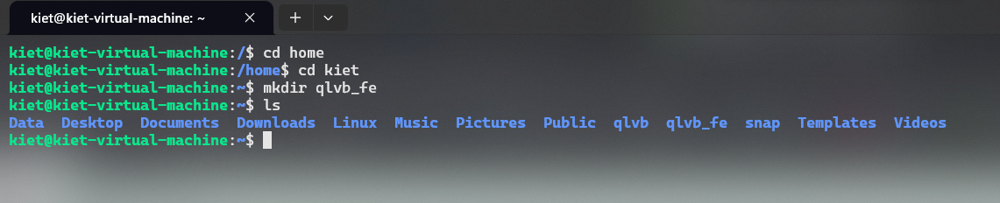 kiet@kiet-virtual-machine: ~
kiet@kiet-virtual-machine:/$ cd home
kiet@kiet-virtual-machine:/home$ cd kiet
kiet@kiet-virtual-machine:~$ mkdir qlvb_fe
kiet@kiet-virtual-machine:~$ ls
Data  Desktop  Documents  Downloads  Linux  Music  Pictures  Public  qlvb  qlvb_fe  snap  Templates  Videos
kiet@kiet-virtual-machine:~$